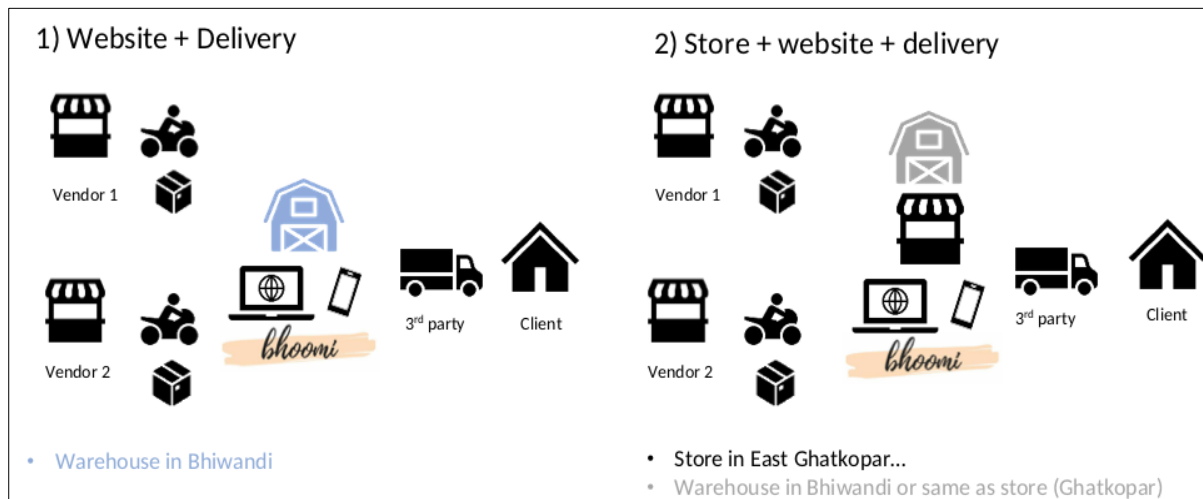 1) Website + Delivery
Vendor 1
3rd party
Client
bhoomi
Vendor 2
• Warehouse in Bhiwandi
2) Store + website + delivery
Vendor 1
3rd party
Client
bhoomi
Vendor 2
• Store in East Ghatkopar...
• Warehouse in Bhiwandi or same as store (Ghatkopar)